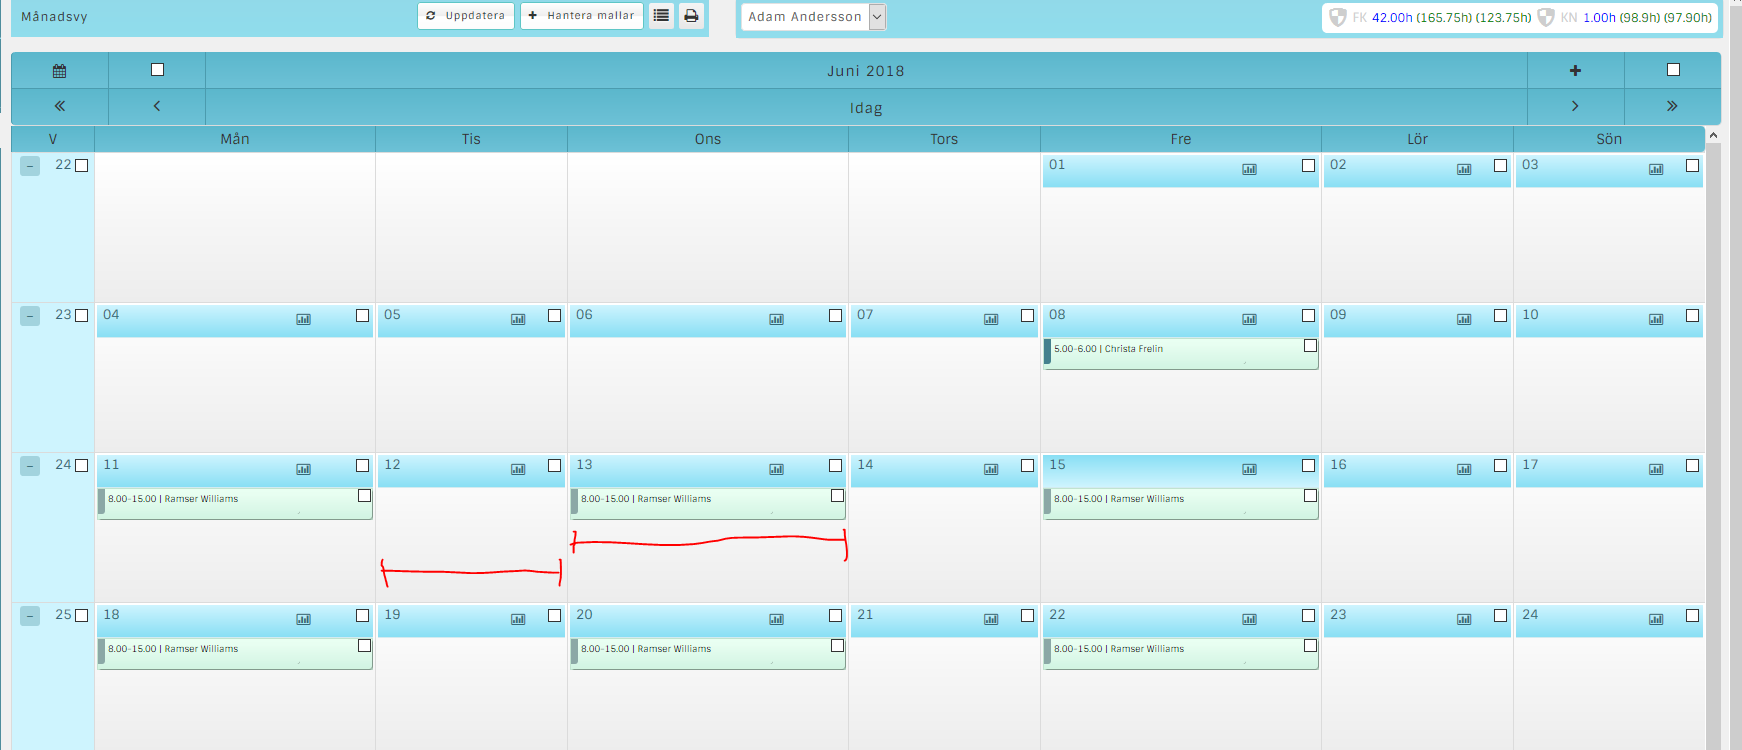 Månadsvy Uppdatera Hantera mallar Adam Andersson FK 42.00h (165.75h) (123.75h) KN 1.00h (98.9h) (97.90h)
Juni 2018
Idag
V Mån Tis Ons Tors Fre Lör Sön
22 01 02 03
23 04 05 06 07 08 09 10
5.00-6.00 | Christa Frelin
24 11 12 13 14 15 16 17
8.00-15.00 | Ramser Williams 8.00-15.00 | Ramser Williams 8.00-15.00 | Ramser Williams
25 18 19 20 21 22 23 24
8.00-15.00 | Ramser Williams 8.00-15.00 | Ramser Williams 8.00-15.00 | Ramser Williams